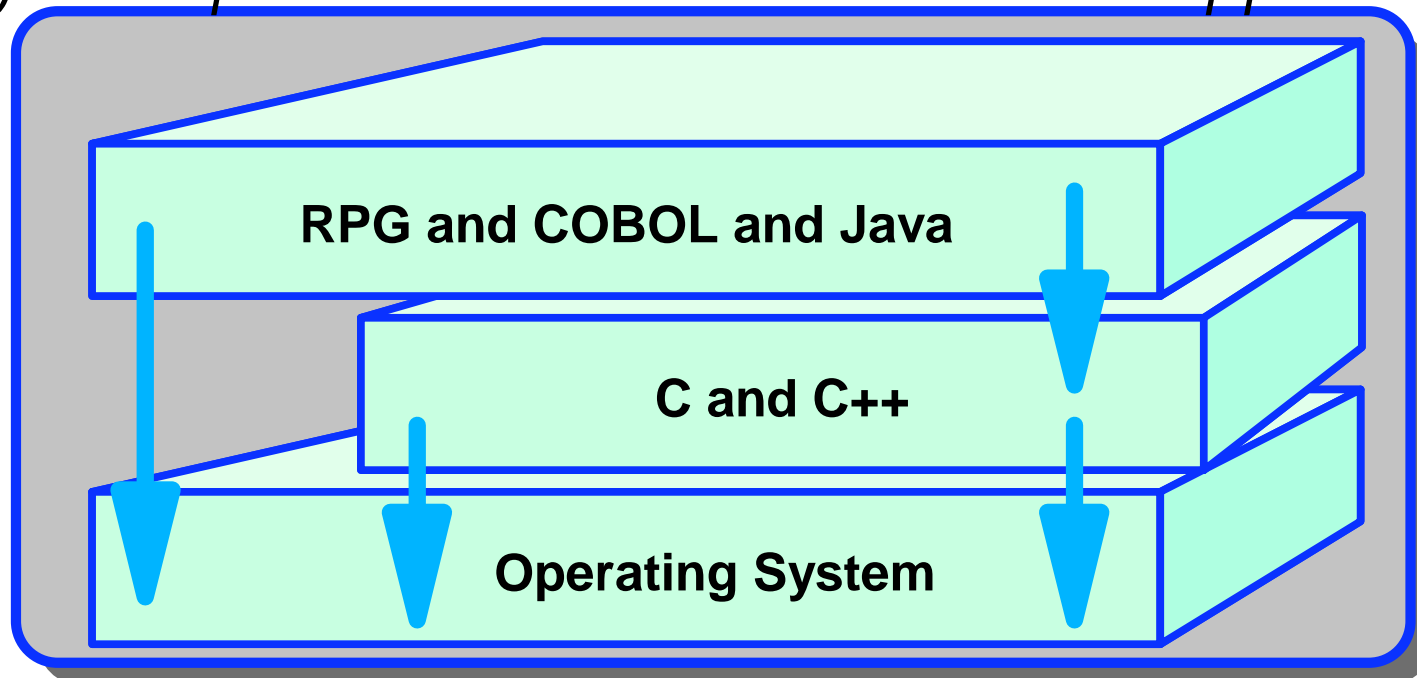 RPG and COBOL and Java
C and C++
Operating System